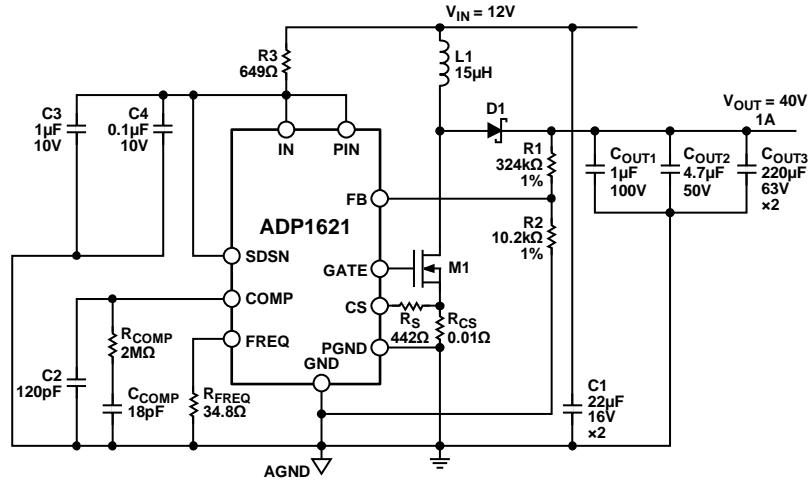 V_IN = 12V
R3
649Ω
L1
15µH
C3
1µF
10V
C4
0.1µF
10V
D1
V_OUT = 40V
1A
IN
PIN
R1
324kΩ
1%
C_OUT1
1µF
100V
C_OUT2
4.7µF
50V
C_OUT3
220µF
63V
×2
FB
ADP1621
R2
10.2kΩ
1%
SDSN
GATE
M1
COMP
CS
R_S
442Ω
R_CS
0.01Ω
R_COMP
2MΩ
FREQ
PGND
GND
C2
120pF
C_COMP
18pF
R_FREQ
34.8Ω
C1
22µF
16V
×2
AGND